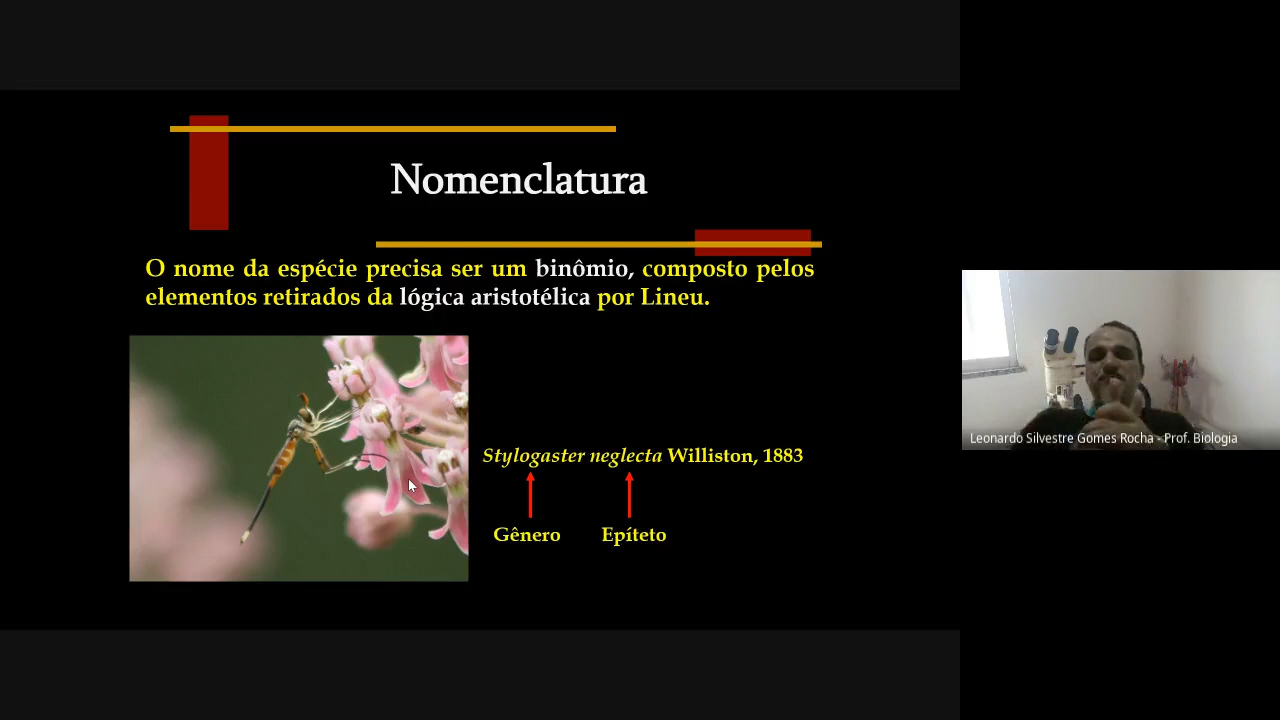 Nomenclatura
O nome da espécie precisa ser um binômio, composto pelos
elementos retirados da lógica aristotélica por Lineu.
Stylogaster neglecta Williston, 1883
Gênero Epíteto
Leonardo Silvestre Gomes Rocha - Prof. Biologia